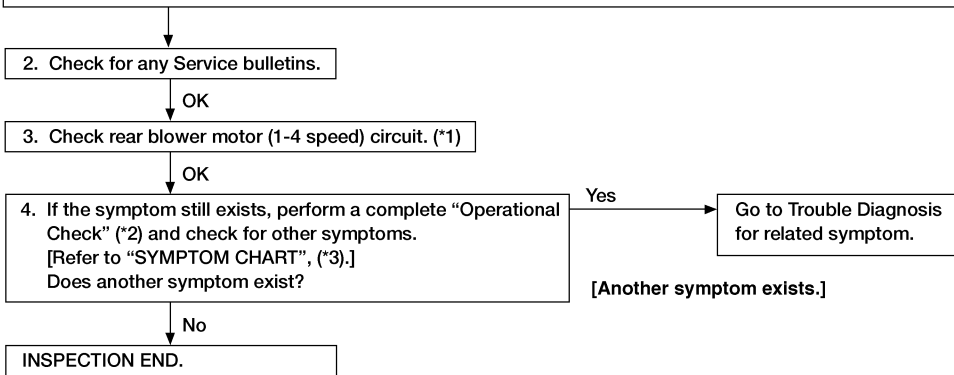 2. Check for any Service bulletins.
OK
3. Check rear blower motor (1-4 speed) circuit. (*1)
OK
4. If the symptom still exists, perform a complete “Operational
Check” (*2) and check for other symptoms.
[Refer to “SYMPTOM CHART”, (*3).]
Does another symptom exist?
Yes
Go to Trouble Diagnosis
for related symptom.
[Another symptom exists.]
No
INSPECTION END.